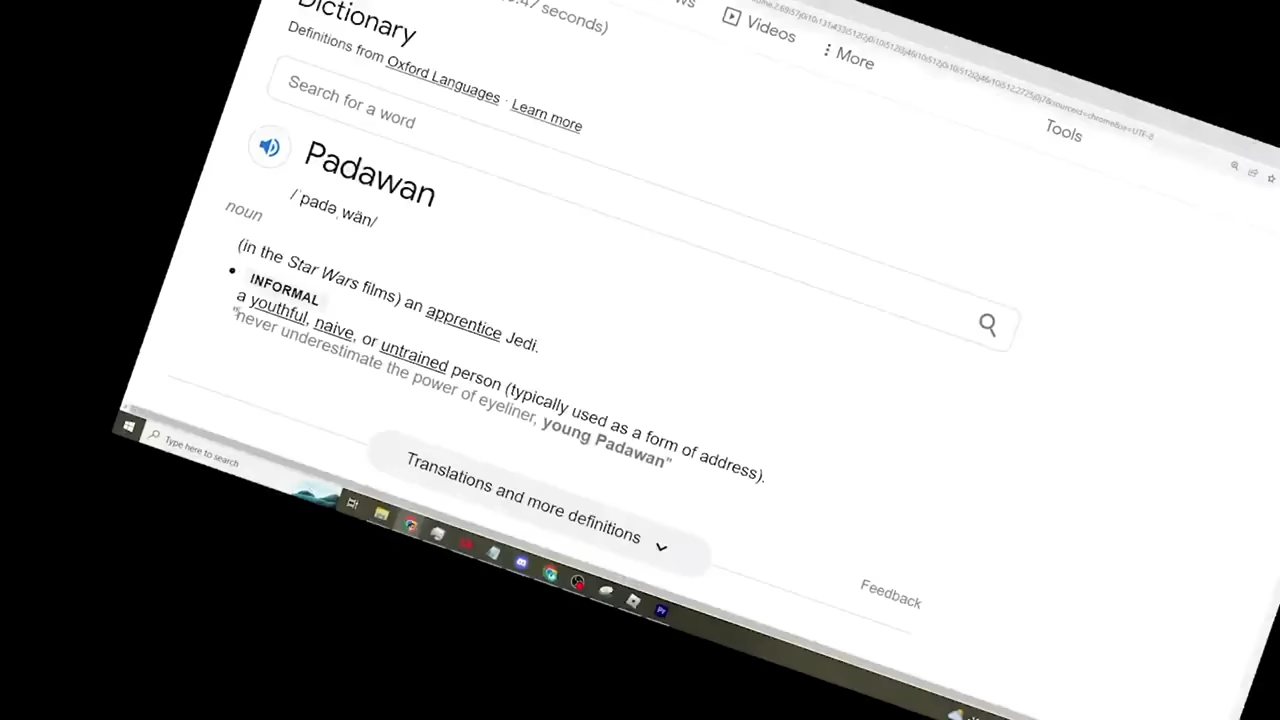 Videos
More
Tools
Dictionary
Definitions from Oxford Languages · Learn more
Search for a word
Padawan
/ˈpadəˌwän/
noun
(in the Star Wars films) an apprentice Jedi.
• INFORMAL
a youthful, naive, or untrained person (typically used as a form of address).
"never underestimate the power of eyeliner, young Padawan"
Translations and more definitions
Feedback
Type here to search